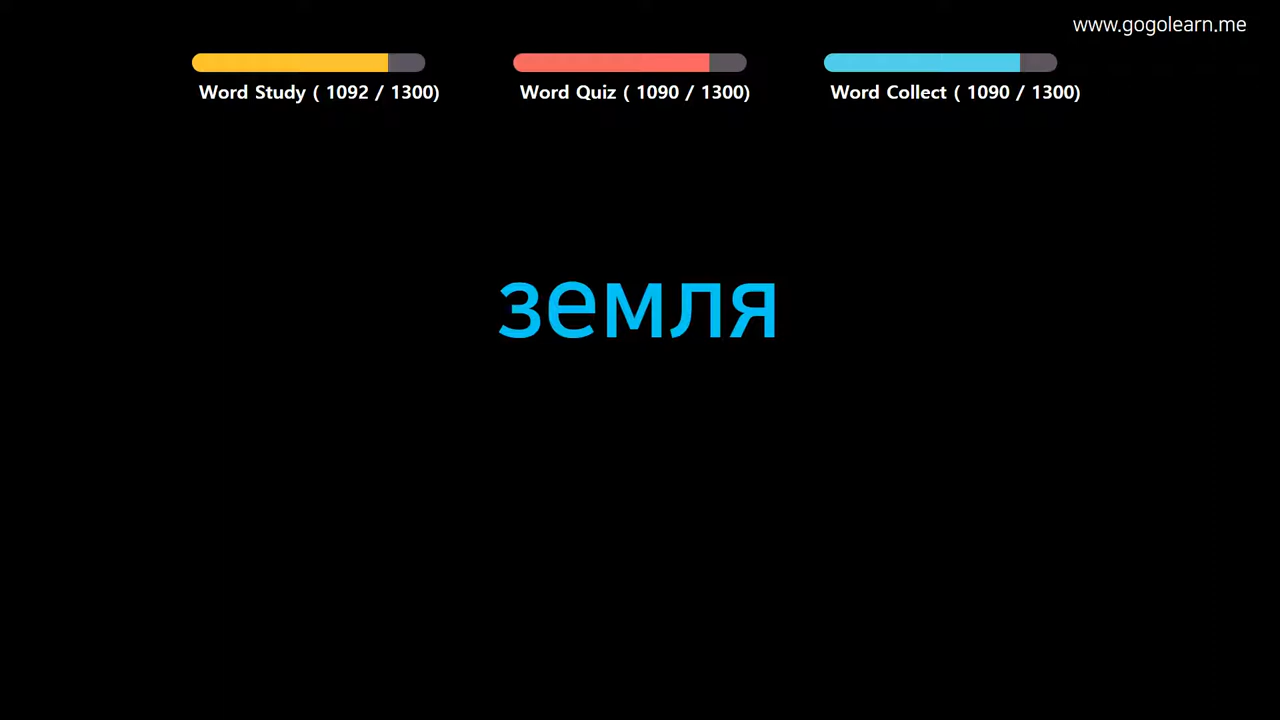 www.gogolearn.me
Word Study ( 1092 / 1300)
Word Quiz ( 1090 / 1300)
Word Collect ( 1090 / 1300)
земля